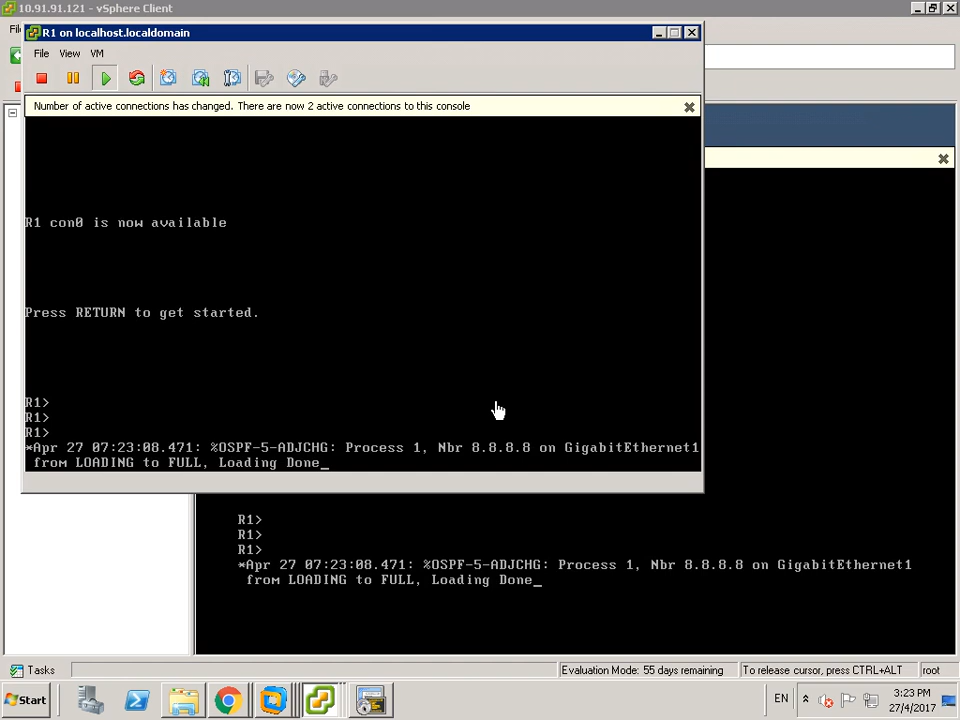 10.91.91.121 - vSphere Client
R1 on localhost.localdomain
File View VM
Number of active connections has changed. There are now 2 active connections to this console
R1 con0 is now available
Press RETURN to get started.
R1>
R1>
R1>
*Apr 27 07:23:08.471: %OSPF-5-ADJCHG: Process 1, Nbr 8.8.8.8 on GigabitEthernet1
from LOADING to FULL, Loading Done_
R1>
R1>
R1>
*Apr 27 07:23:08.471: %OSPF-5-ADJCHG: Process 1, Nbr 8.8.8.8 on GigabitEthernet1
from LOADING to FULL, Loading Done_
Tasks
Evaluation Mode: 55 days remaining
To release cursor, press CTRL+ALT
root
Start
EN
3:23 PM
27/4/2017